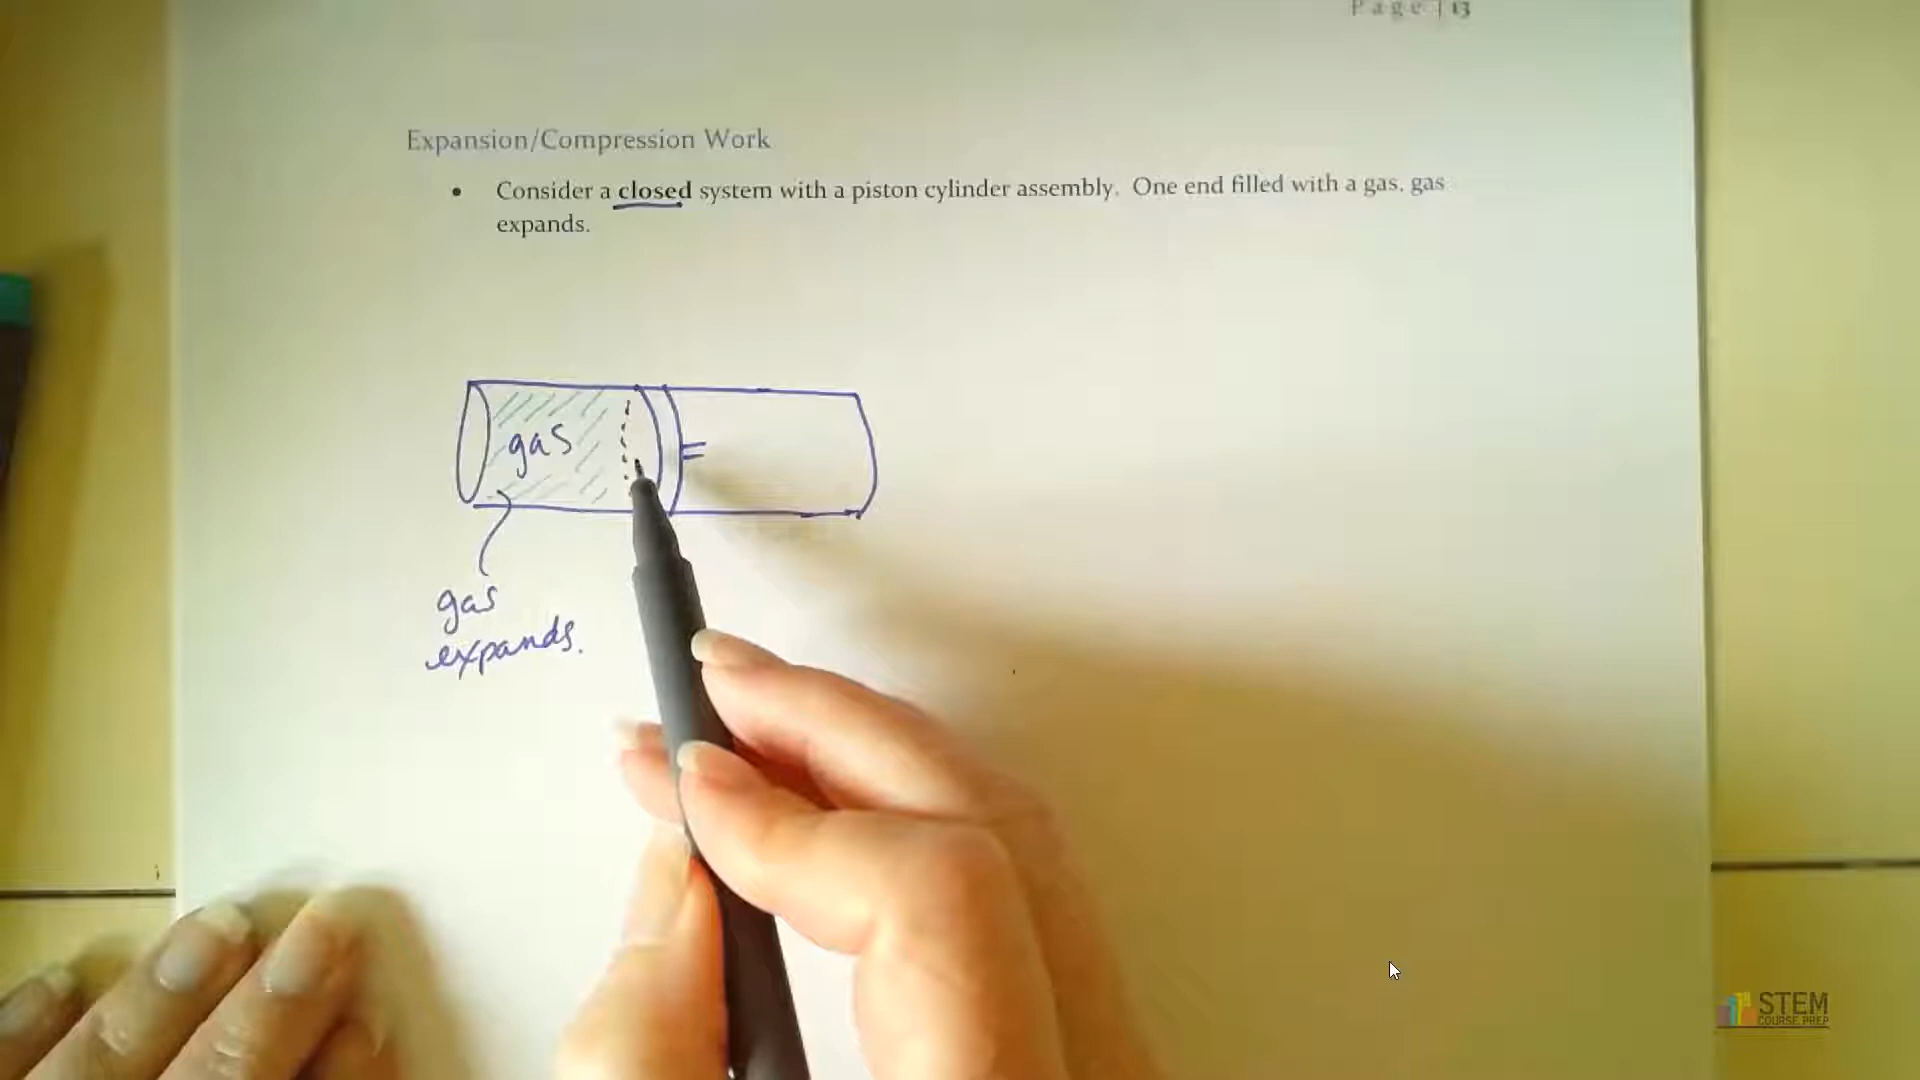 Page | 13
Expansion/Compression Work
• Consider a closed system with a piston cylinder assembly. One end filled with a gas, gas
expands.
gas
gas
expands.
STEM
COURSE PREP